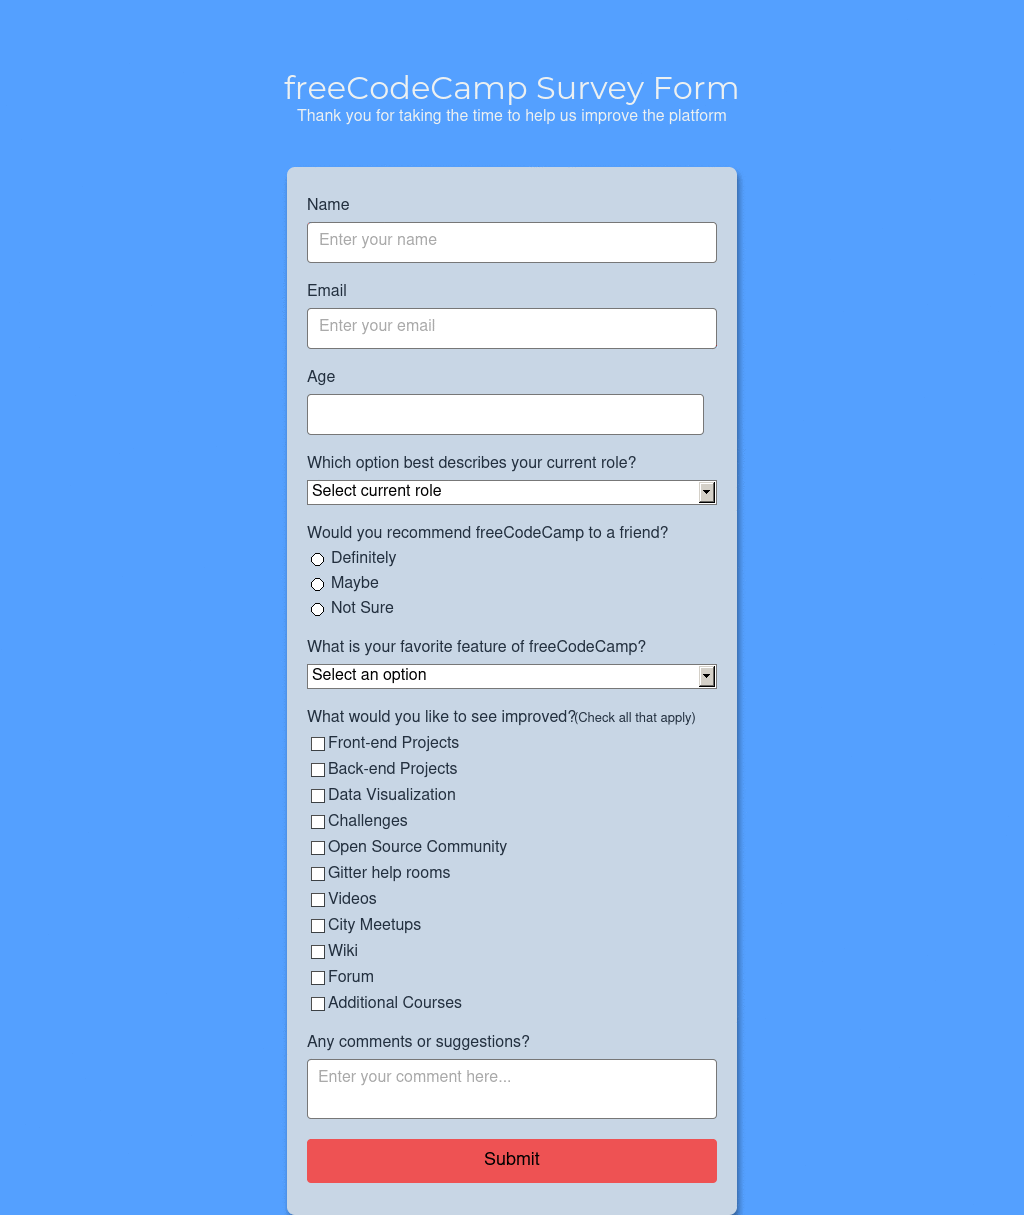 freeCodeCamp Survey Form
Thank you for taking the time to help us improve the platform
Name
Enter your name
Email
Enter your email
Age
Which option best describes your current role?
Select current role
Would you recommend freeCodeCamp to a friend?
Definitely
Maybe
Not Sure
What is your favorite feature of freeCodeCamp?
Select an option
What would you like to see improved?(Check all that apply)
Front-end Projects
Back-end Projects
Data Visualization
Challenges
Open Source Community
Gitter help rooms
Videos
City Meetups
Wiki
Forum
Additional Courses
Any comments or suggestions?
Enter your comment here...
Submit